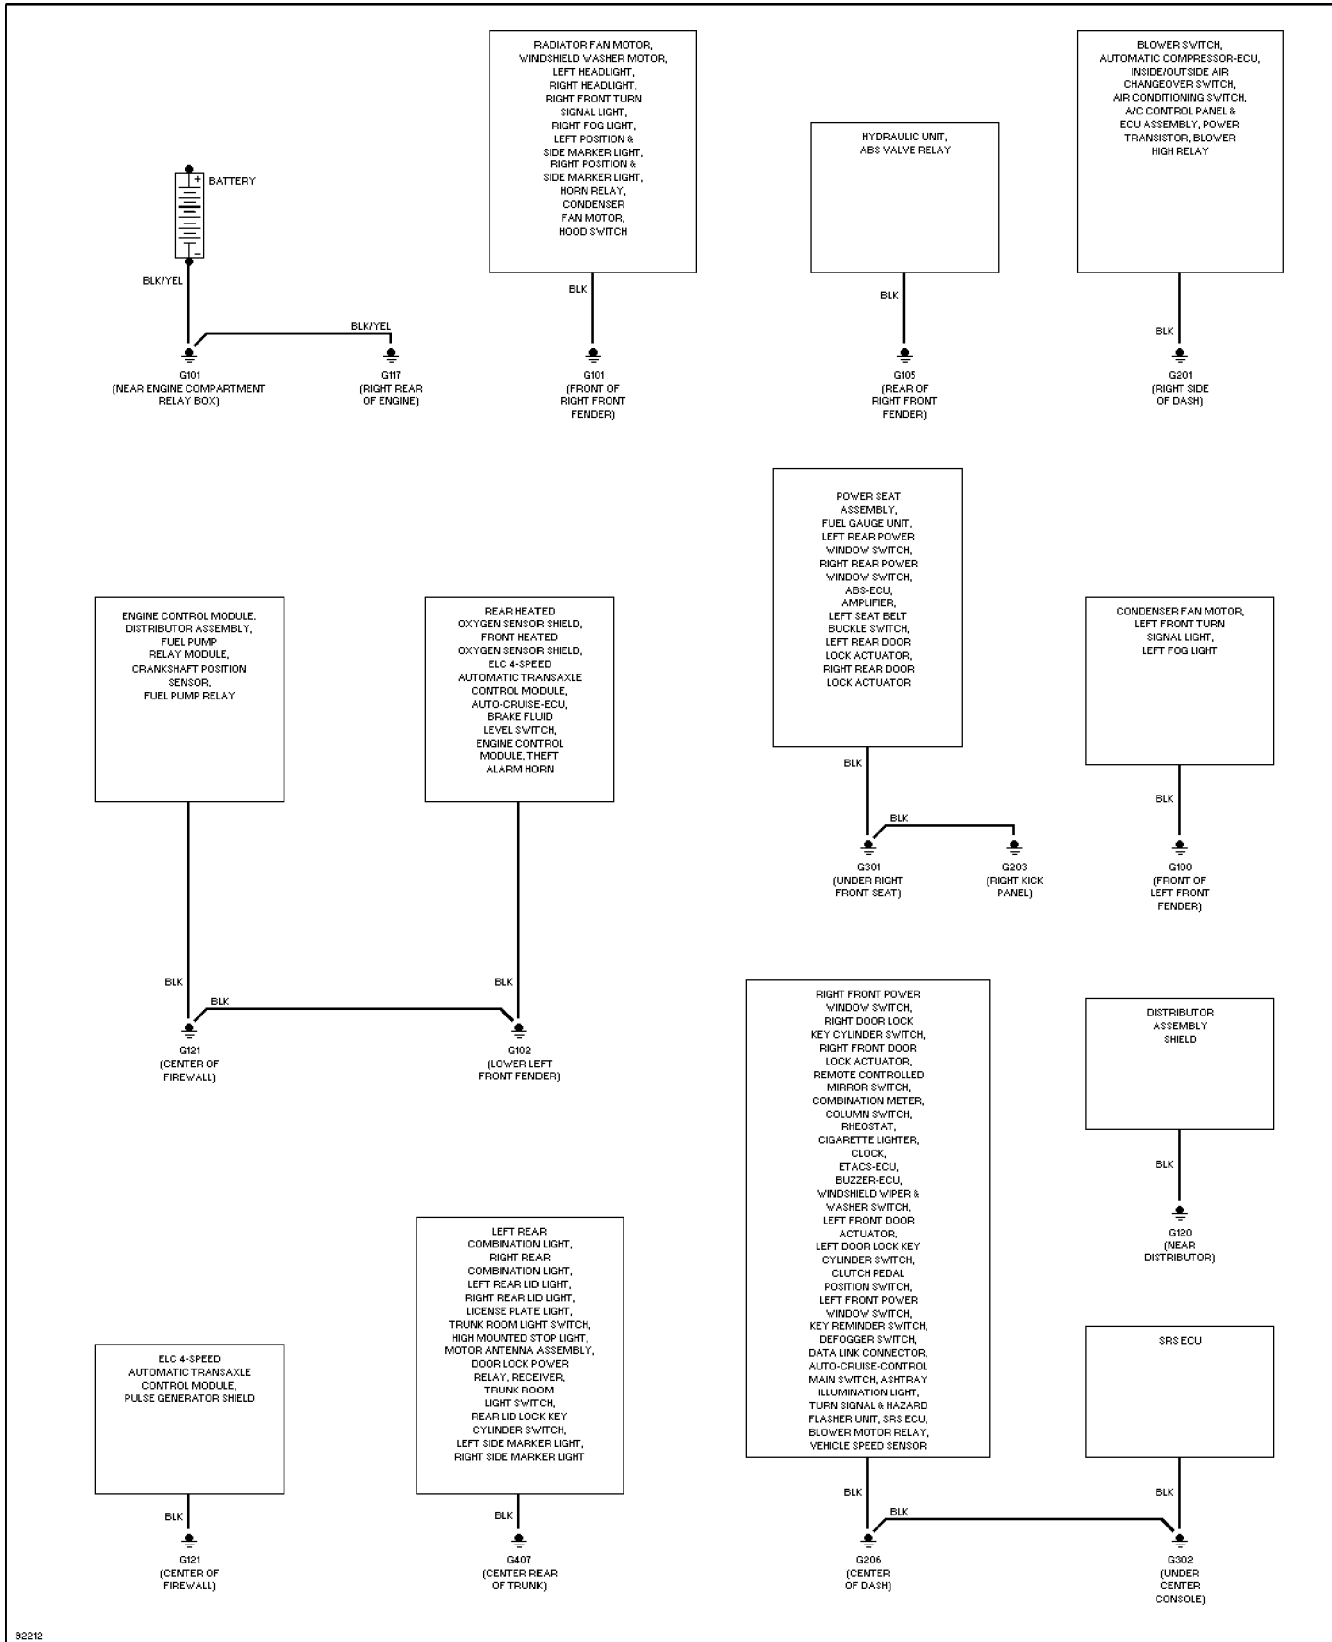 RADIATOR FAN MOTOR,
WINDSHIELD WASHER MOTOR,
LEFT HEADLIGHT,
RIGHT HEADLIGHT,
RIGHT FRONT TURN
SIGNAL LIGHT,
RIGHT FOG LIGHT,
LEFT POSITION &
SIDE MARKER LIGHT,
RIGHT POSITION &
SIDE MARKER LIGHT,
HORN RELAY,
CONDENSER
FAN MOTOR,
HOOD SWITCH
BLOWER SWITCH,
AUTOMATIC COMPRESSOR-ECU,
INSIDE/OUTSIDE AIR
CHANGEOVER SWITCH,
AIR CONDITIONING SWITCH,
A/C CONTROL PANEL &
ECU ASSEMBLY, POWER
TRANSISTOR, BLOWER
HIGH RELAY
HYDRAULIC UNIT,
ABS VALVE RELAY
+
BATTERY
-
BLK/YEL
BLK/YEL
BLK
BLK
BLK
G101
(NEAR ENGINE COMPARTMENT
RELAY BOX)
G117
(RIGHT REAR
OF ENGINE)
G101
(FRONT OF
RIGHT FRONT
FENDER)
G105
(REAR OF
RIGHT FRONT
FENDER)
G201
(RIGHT SIDE
OF DASH)
POWER SEAT
ASSEMBLY,
FUEL GAUGE UNIT,
LEFT REAR POWER
WINDOW SWITCH,
RIGHT REAR POWER
WINDOW SWITCH,
ABS-ECU,
AMPLIFIER,
LEFT SEAT BELT
BUCKLE SWITCH,
LEFT REAR DOOR
LOCK ACTUATOR,
RIGHT REAR DOOR
LOCK ACTUATOR
ENGINE CONTROL MODULE,
DISTRIBUTOR ASSEMBLY,
FUEL PUMP
RELAY MODULE,
CRANKSHAFT POSITION
SENSOR,
FUEL PUMP RELAY
REAR HEATED
OXYGEN SENSOR SHIELD,
FRONT HEATED
OXYGEN SENSOR SHIELD,
ELC 4-SPEED
AUTOMATIC TRANSAXLE
CONTROL MODULE,
AUTO-CRUISE-ECU,
BRAKE FLUID
LEVEL SWITCH,
ENGINE CONTROL
MODULE, THEFT
ALARM HORN
CONDENSER FAN MOTOR,
LEFT FRONT TURN
SIGNAL LIGHT,
LEFT FOG LIGHT
BLK
BLK
BLK
G301
(UNDER RIGHT
FRONT SEAT)
G203
(RIGHT KICK
PANEL)
G100
(FRONT OF
LEFT FRONT
FENDER)
BLK
BLK
BLK
G121
(CENTER OF
FIREWALL)
G102
(LOWER LEFT
FRONT FENDER)
RIGHT FRONT POWER
WINDOW SWITCH,
RIGHT DOOR LOCK
KEY CYLINDER SWITCH,
RIGHT FRONT DOOR
LOCK ACTUATOR,
REMOTE CONTROLLED
MIRROR SWITCH,
COMBINATION METER,
COLUMN SWITCH,
RHEOSTAT,
CIGARETTE LIGHTER,
CLOCK,
ETACS-ECU,
BUZZER-ECU,
WINDSHIELD WIPER &
WASHER SWITCH,
LEFT FRONT DOOR
ACTUATOR,
LEFT DOOR LOCK KEY
CYLINDER SWITCH,
CLUTCH PEDAL
POSITION SWITCH,
LEFT FRONT POWER
WINDOW SWITCH,
KEY REMINDER SWITCH,
DEFOGGER SWITCH,
DATA LINK CONNECTOR,
AUTO-CRUISE-CONTROL
MAIN SWITCH, ASHTRAY
ILLUMINATION LIGHT,
TURN SIGNAL & HAZARD
FLASHER UNIT, SRS ECU,
BLOWER MOTOR RELAY,
VEHICLE SPEED SENSOR
DISTRIBUTOR
ASSEMBLY
SHIELD
BLK
G120
(NEAR
DISTRIBUTOR)
ELC 4-SPEED
AUTOMATIC TRANSAXLE
CONTROL MODULE,
PULSE GENERATOR SHIELD
LEFT REAR
COMBINATION LIGHT,
RIGHT REAR
COMBINATION LIGHT,
LEFT REAR LID LIGHT,
RIGHT REAR LID LIGHT,
LICENSE PLATE LIGHT,
TRUNK ROOM LIGHT SWITCH,
HIGH MOUNTED STOP LIGHT,
MOTOR ANTENNA ASSEMBLY,
DOOR LOCK POWER
RELAY, RECEIVER,
TRUNK ROOM
LIGHT SWITCH,
REAR LID LOCK KEY
CYLINDER SWITCH,
LEFT SIDE MARKER LIGHT,
RIGHT SIDE MARKER LIGHT
SRS ECU
BLK
BLK
BLK
BLK
BLK
G121
(CENTER OF
FIREWALL)
G407
(CENTER REAR
OF TRUNK)
G206
(CENTER
OF DASH)
G302
(UNDER
CENTER
CONSOLE)
92212